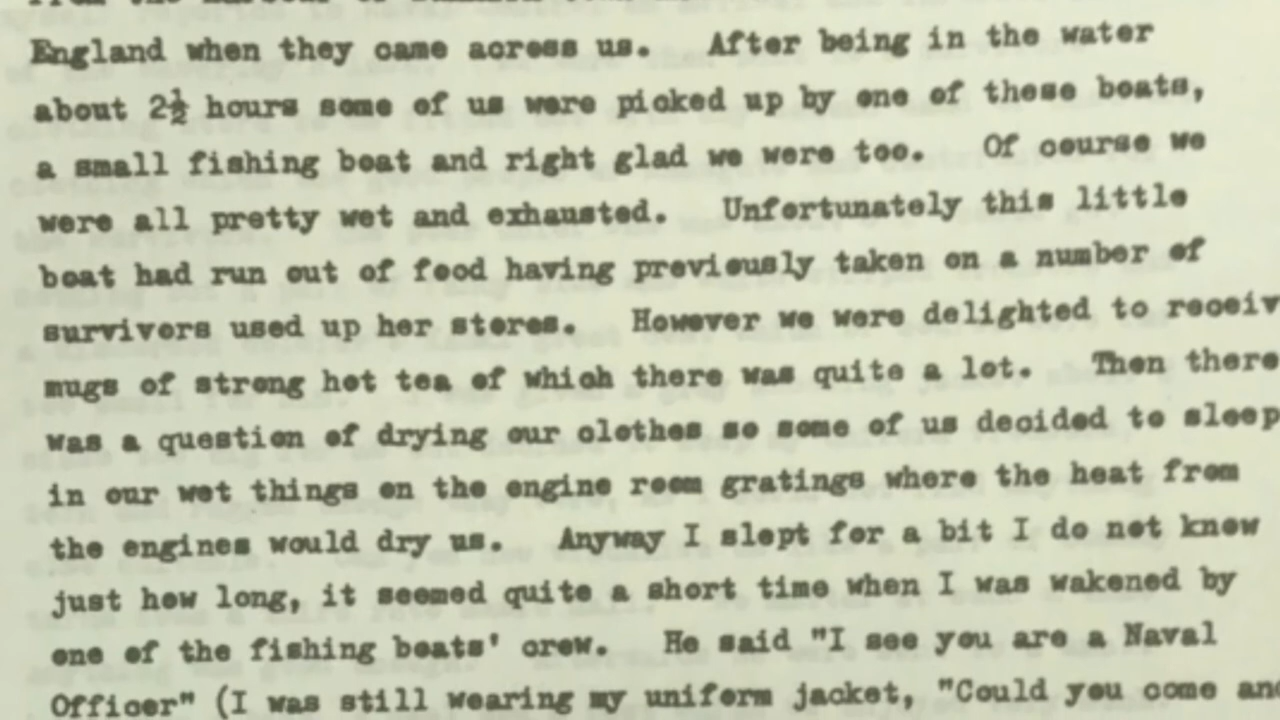 England when they came across us. After being in the water
about 2½ hours some of us were picked up by one of these boats,
a small fishing boat and right glad we were too. Of course we
were all pretty wet and exhausted. Unfortunately this little
boat had run out of food having previously taken on a number of
survivors used up her stores. However we were delighted to receiv
mugs of strong hot tea of which there was quite a lot. Then there
was a question of drying our clothes so some of us decided to sleep
in our wet things on the engine room gratings where the heat from
the engines would dry us. Anyway I slept for a bit I do not know
just how long, it seemed quite a short time when I was wakened by
one of the fishing boats' crew. He said "I see you are a Naval
Officer" (I was still wearing my uniform jacket, "Could you come and